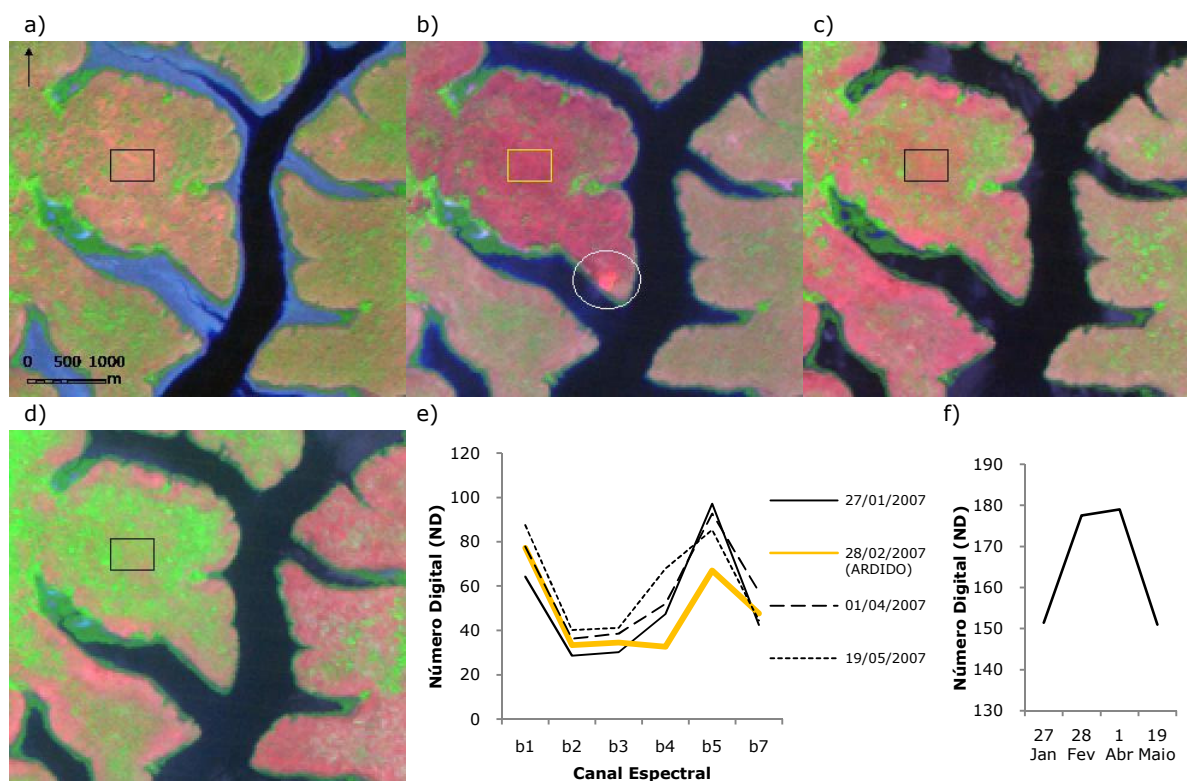 a)
b)
c)
0 500 1000
m
d)
e)
f)
Número Digital (ND)
120
100
80
60
40
20
0
b1 b2 b3 b4 b5 b7
Canal Espectral
27/01/2007
28/02/2007
(ARDIDO)
01/04/2007
19/05/2007
Número Digital (ND)
190
180
170
160
150
140
130
27 28 1 19
Jan Fev Abr Maio